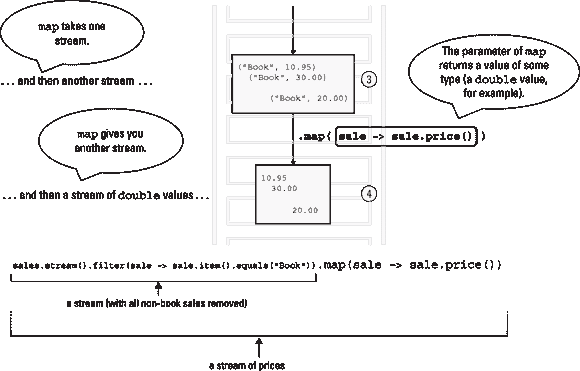 map takes one
stream.
... and then another stream ...
("Book", 10.95)
("Book", 30.00)
("Book", 20.00)
3
The parameter of map
returns a value of some
type (a double value,
for example).
map gives you
another stream.
.map( sale -> sale.price() )
... and then a stream of double values ...
10.95
30.00
20.00
4
sales.stream().filter(sale -> sale.item().equals("Book")).map(sale -> sale.price())
a stream (with all non-book sales removed)
a stream of prices